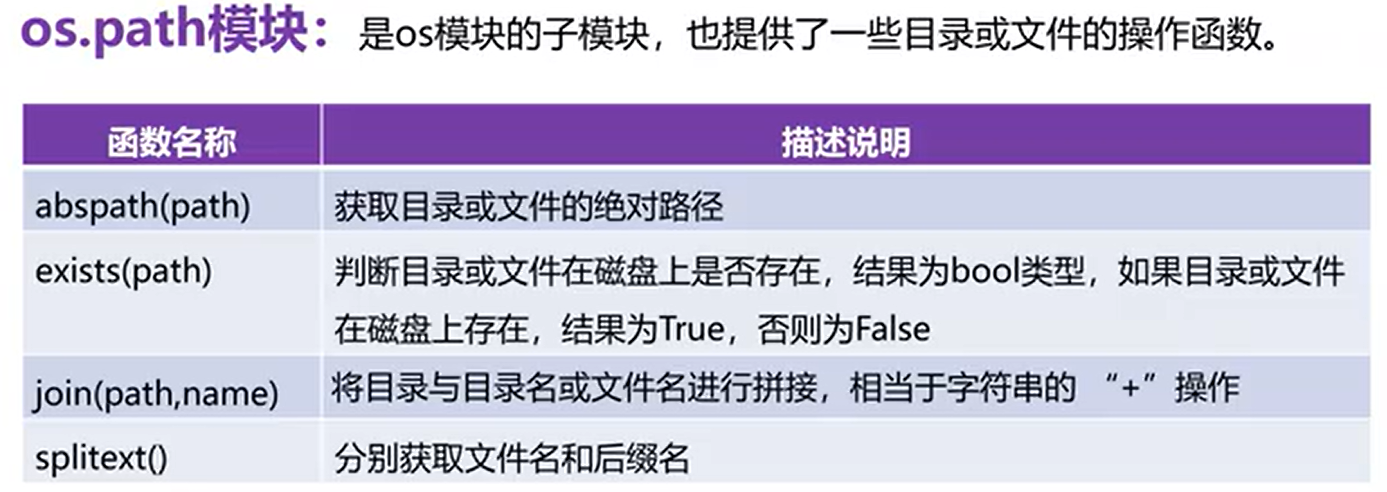 os.path模块：是os模块的子模块，也提供了一些目录或文件的操作函数。
函数名称 描述说明
abspath(path) 获取目录或文件的绝对路径
exists(path) 判断目录或文件在磁盘上是否存在，结果为bool类型，如果目录或文件
在磁盘上存在，结果为True，否则为False
join(path,name) 将目录与目录名或文件名进行拼接，相当于字符串的 “+”操作
splitext() 分别获取文件名和后缀名